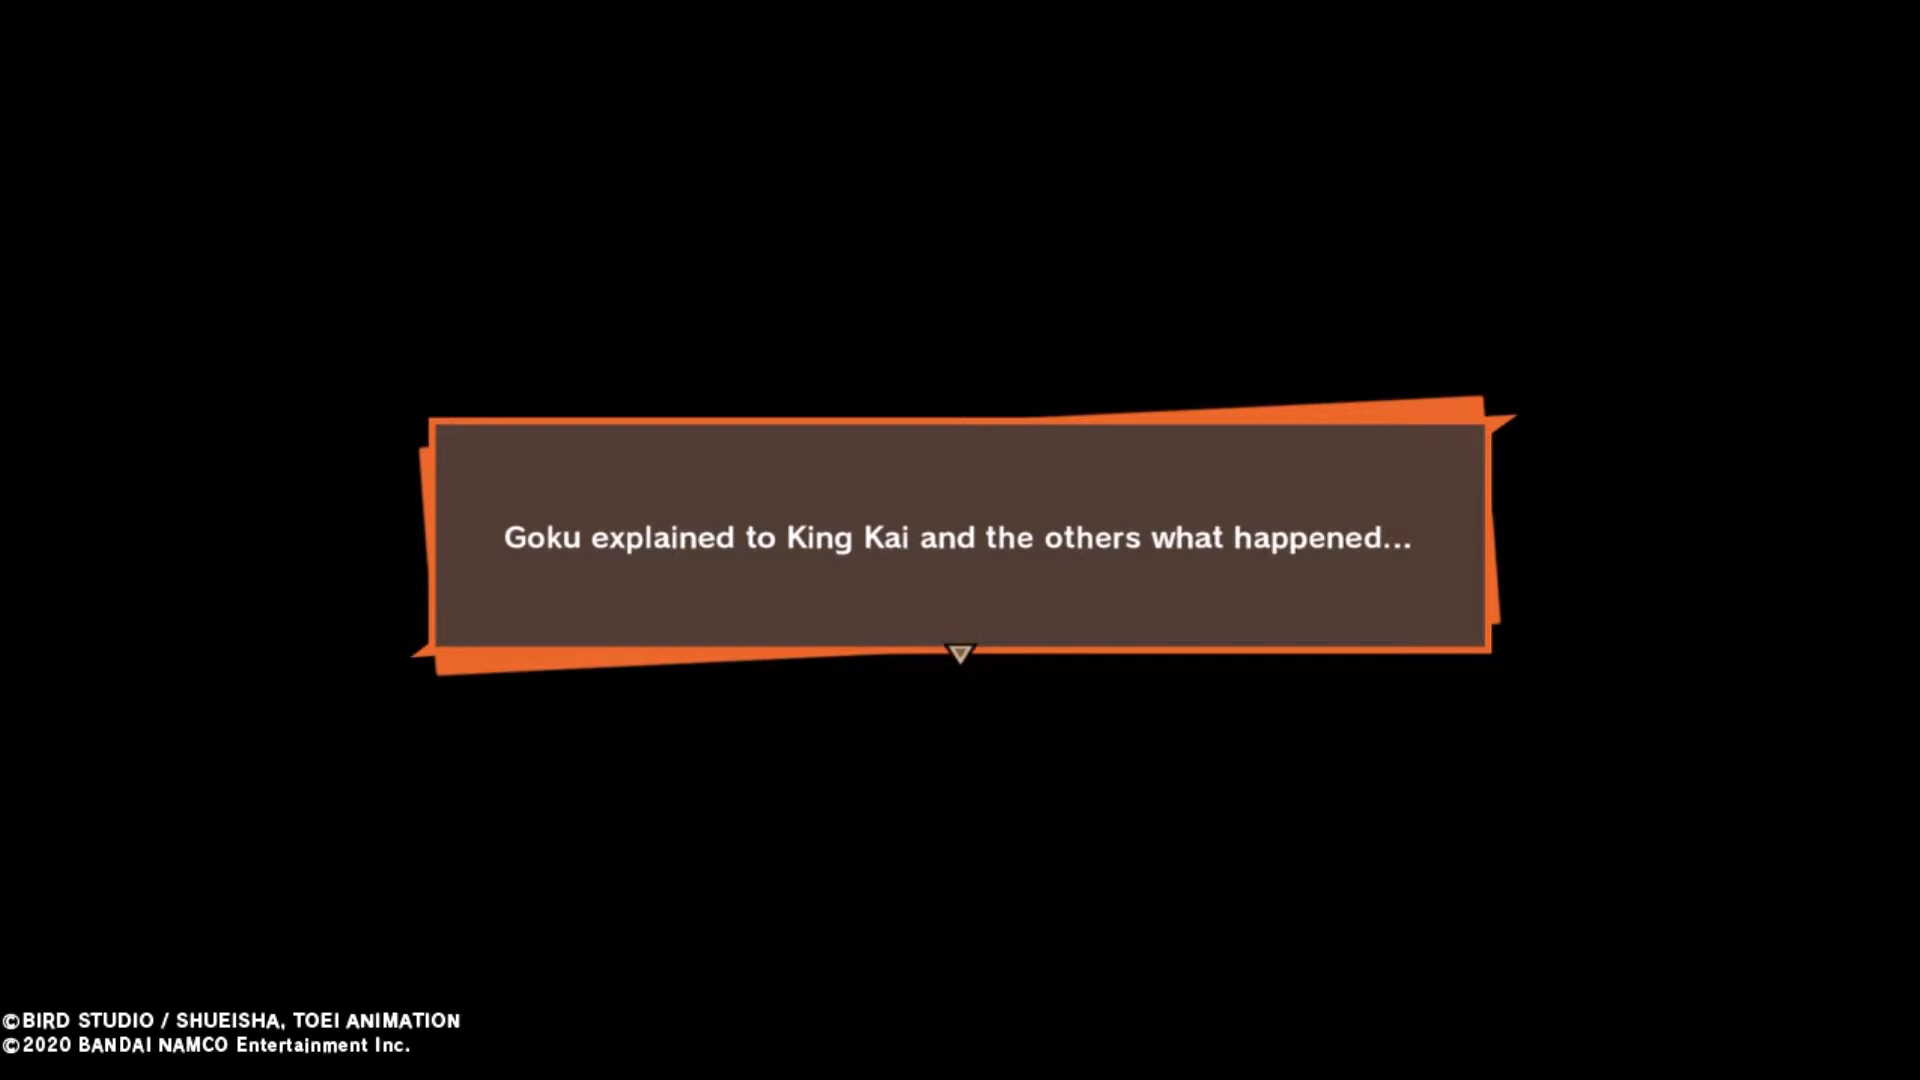 Goku explained to King Kai and the others what happened...
©BIRD STUDIO / SHUEISHA, TOEI ANIMATION
©2020 BANDAI NAMCO Entertainment Inc.